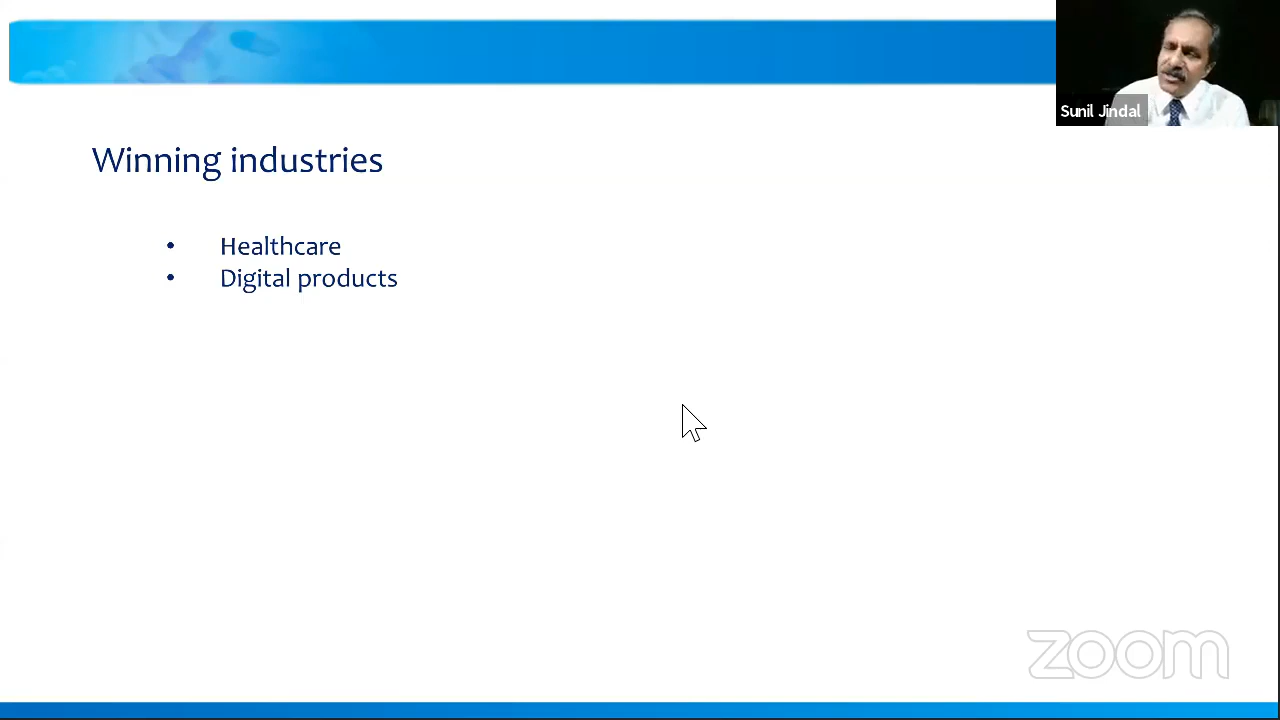 Sunil Jindal
Winning industries
• Healthcare
• Digital products
zoom